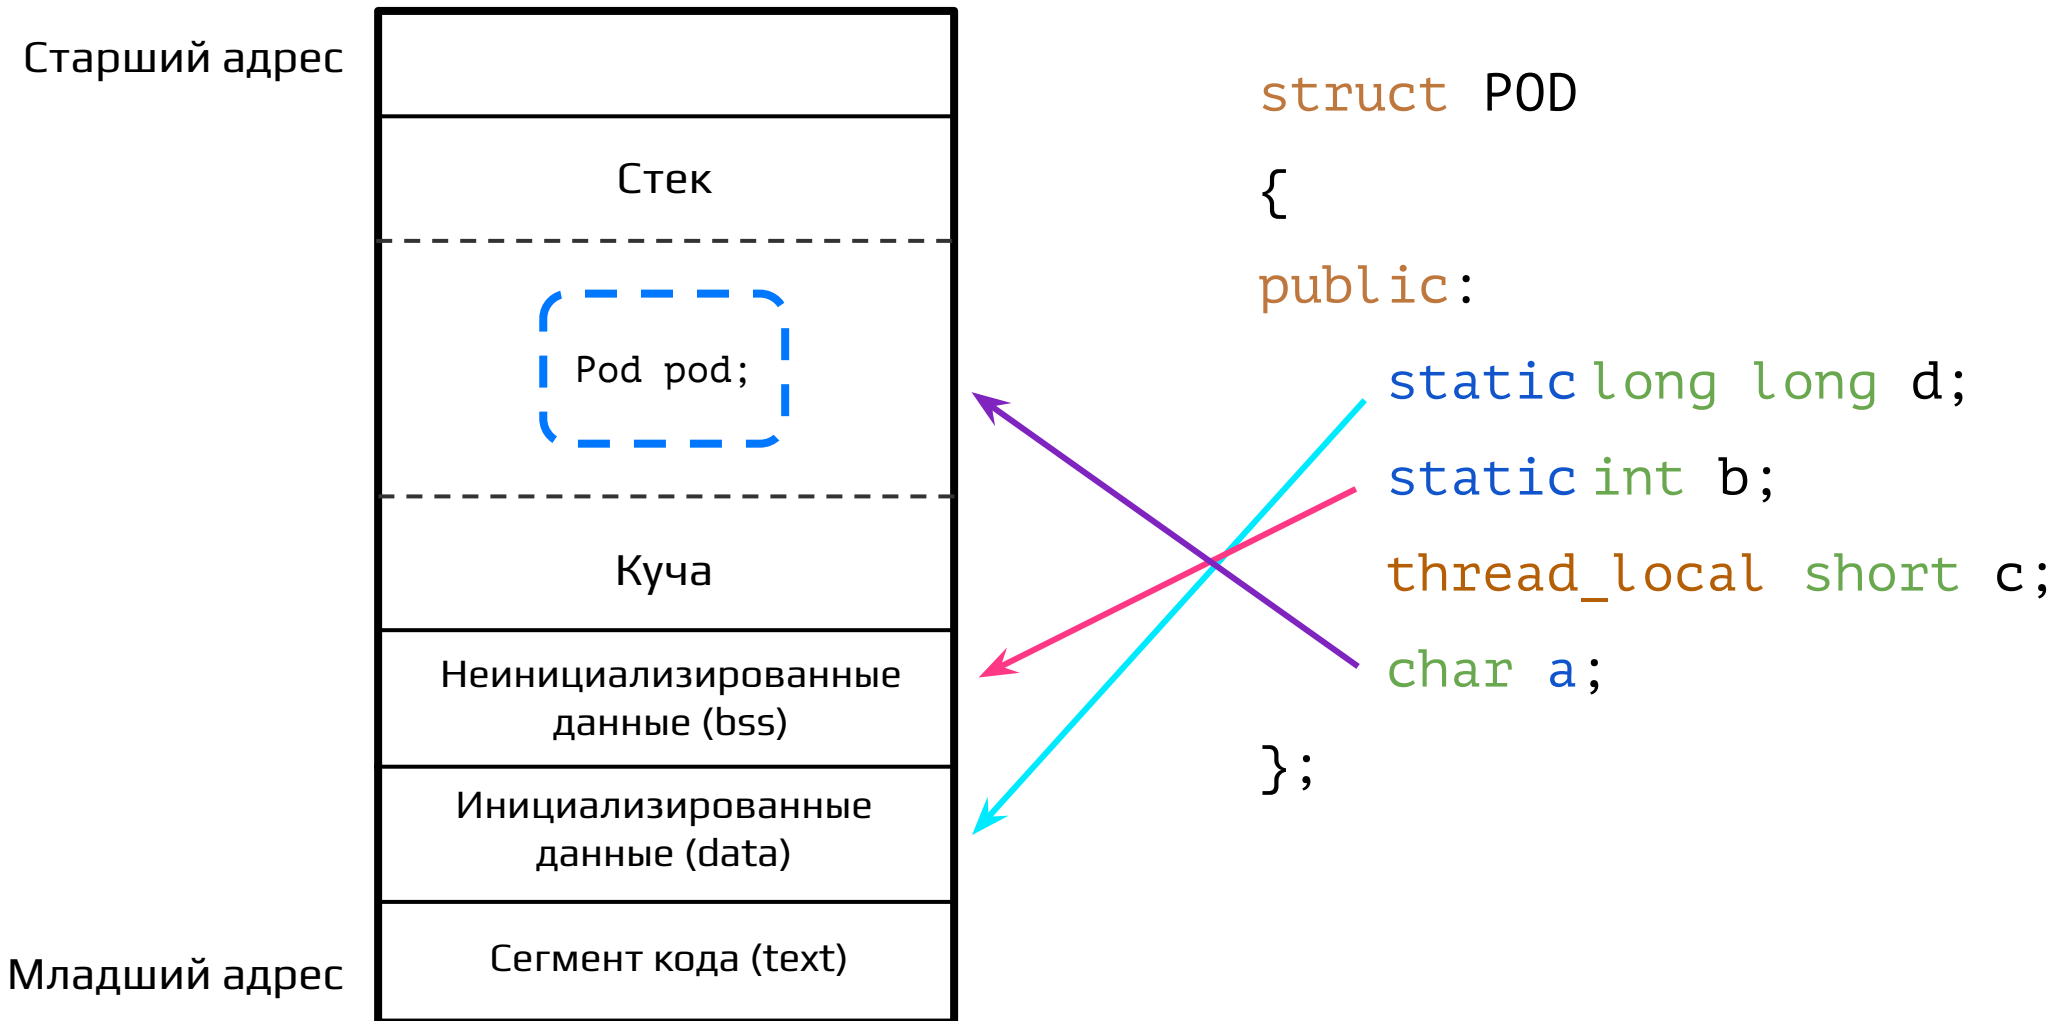 Старший адрес
Стек
Pod pod;
Куча
Неинициализированные
данные (bss)
Инициализированные
данные (data)
Сегмент кода (text)
Младший адрес
struct POD
{
public:
static long long d;
static int b;
thread_local short c;
char a;
};